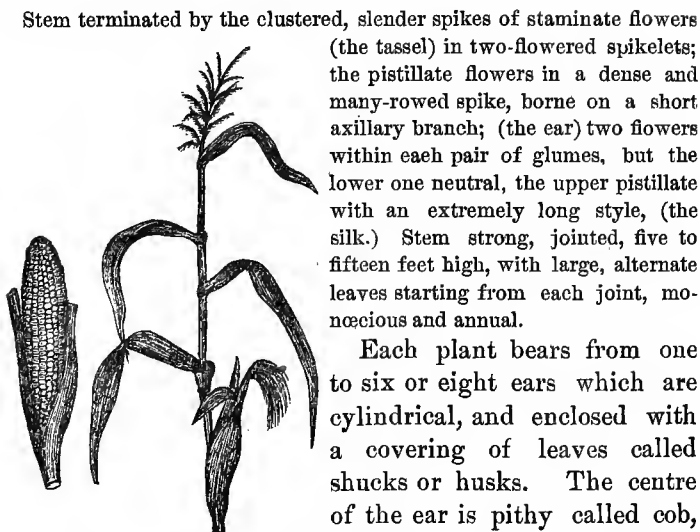 Stem terminated by the clustered, slender spikes of staminate flowers
(the tassel) in two-flowered spikelets;
the pistillate flowers in a dense and
many-rowed spike, borne on a short
axillary branch; (the ear) two flowers
within each pair of glumes, but the
lower one neutral, the upper pistillate
with an extremely long style, (the
silk.) Stem strong, jointed, five to
fifteen feet high, with large, alternate
leaves starting from each joint, mo-
nœcious and annual.
Each plant bears from one
to six or eight ears which are
cylindrical, and enclosed with
a covering of leaves called
shucks or husks. The centre
of the ear is pithy called cob,